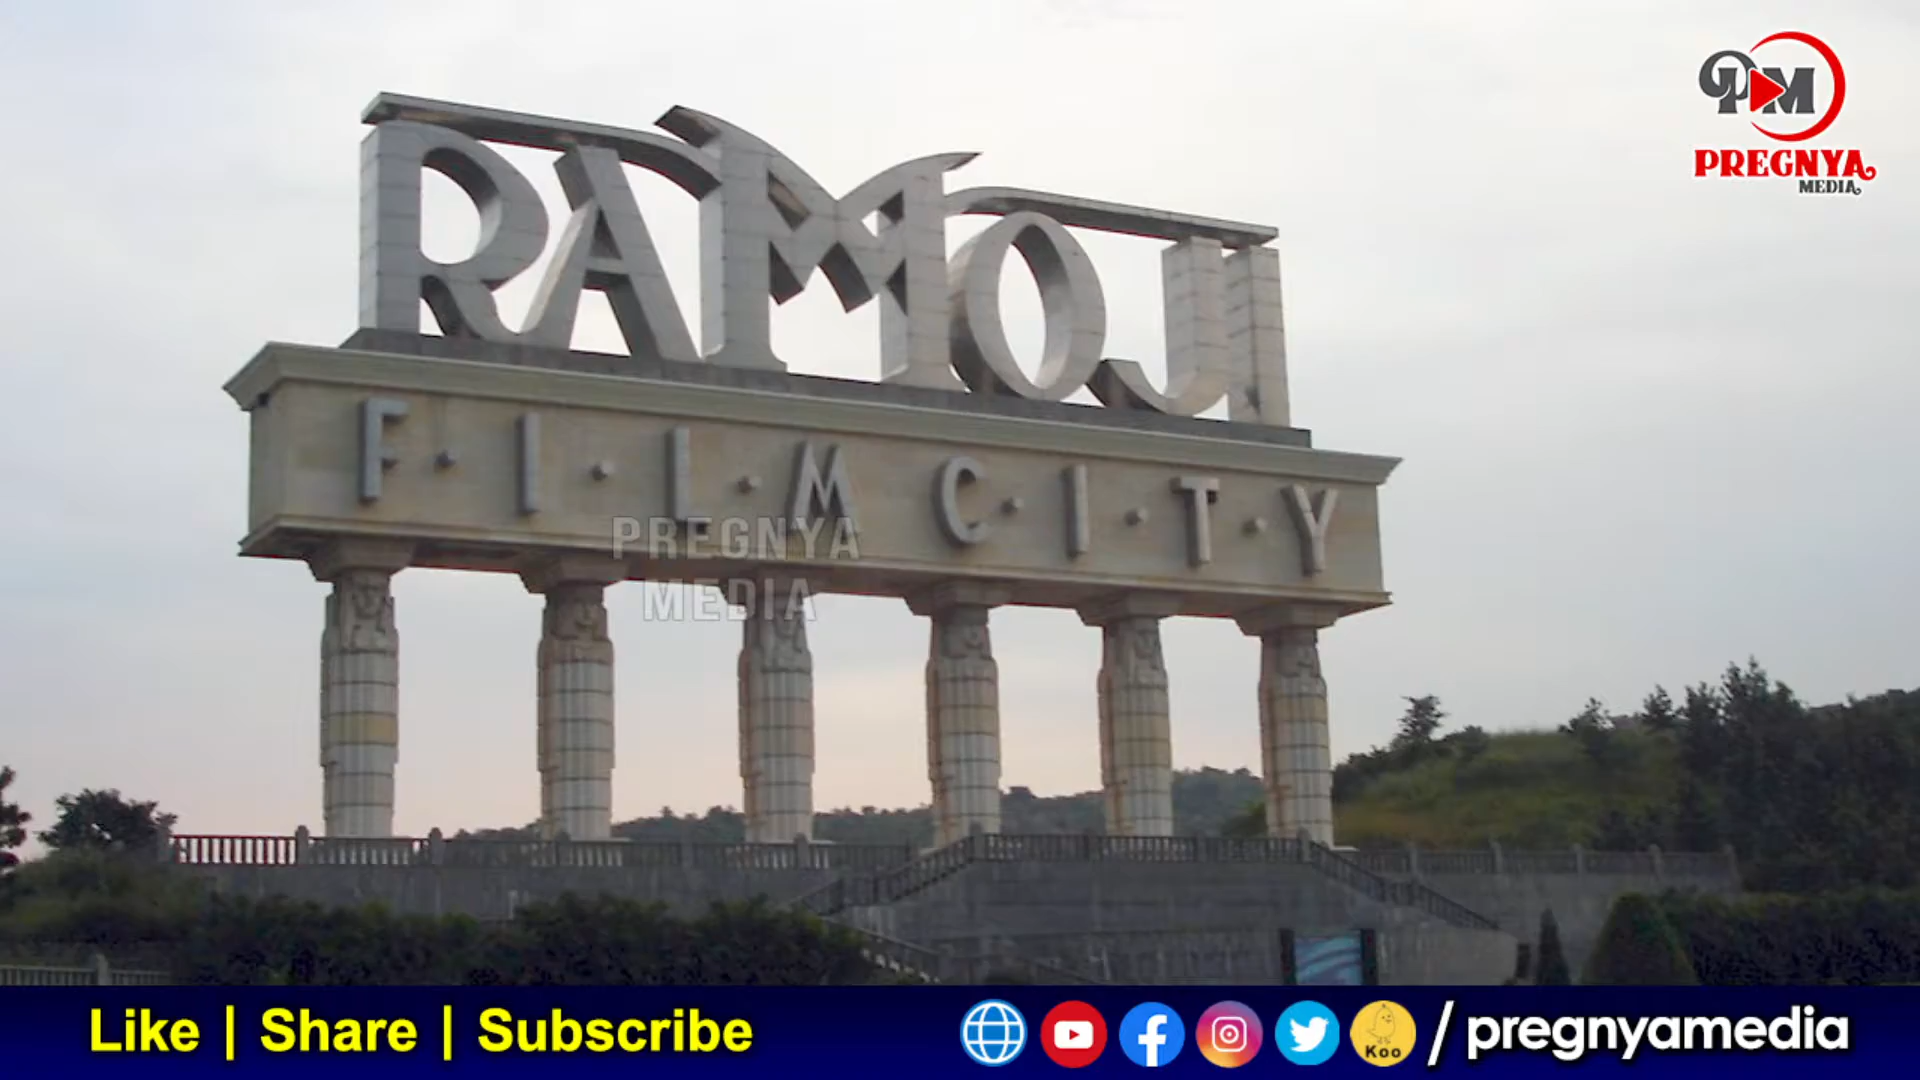 PM
PREGNYA
MEDIA
RAMOJI
F·I·L·M C·I·T·Y
PREGNYA
MEDIA
Like | Share | Subscribe
Koo
/pregnyamedia